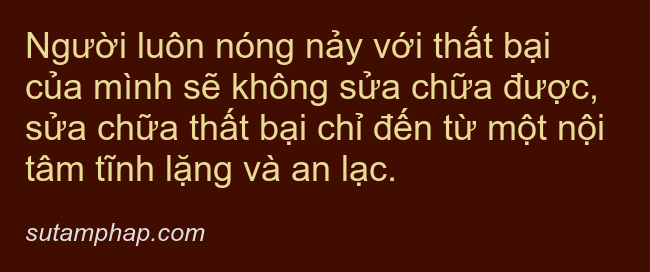 Người luôn nóng nảy với thất bại
của mình sẽ không sửa chữa được,
sửa chữa thất bại chỉ đến từ một nội
tâm tĩnh lặng và an lạc.
sutamphap.com